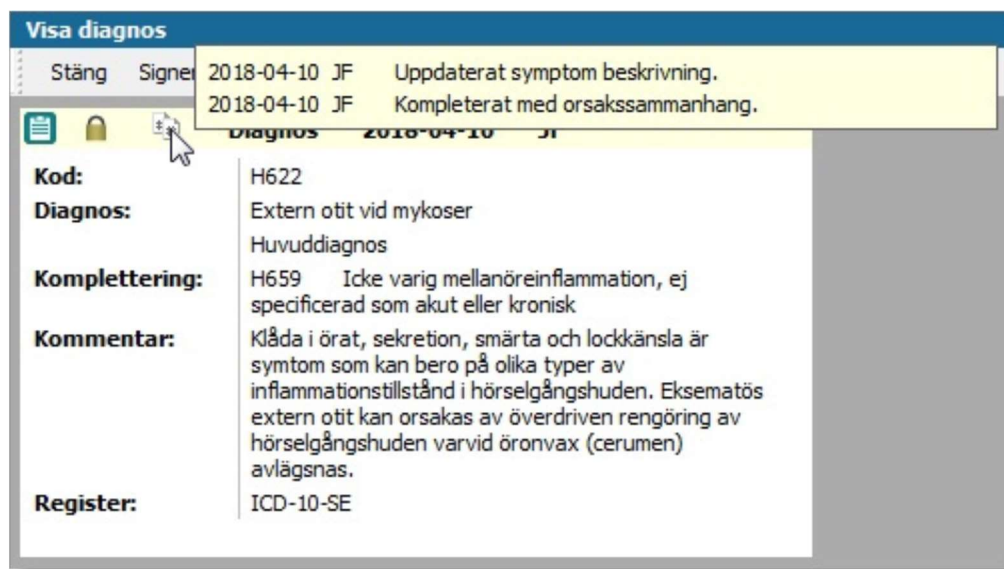 Visa diagnos
Stäng Signer
2018-04-10 JF Uppdaterat symptom beskrivning.
2018-04-10 JF Kompleterat med orsakssammanhang.
Diagnos 2018-04-10 JF
Kod: H622
Diagnos: Extern otit vid mykoser
Huvuddiagnos
Komplettering: H659 Icke varig mellanöreinflammation, ej
specificerad som akut eller kronisk
Kommentar: Klåda i örat, sekretion, smärta och lockkänsla är
symtom som kan bero på olika typer av
inflammationstillstånd i hörselgångshuden. Eksematös
extern otit kan orsakas av överdriven rengöring av
hörselgångshuden varvid öronvax (cerumen)
avlägsnas.
Register: ICD-10-SE